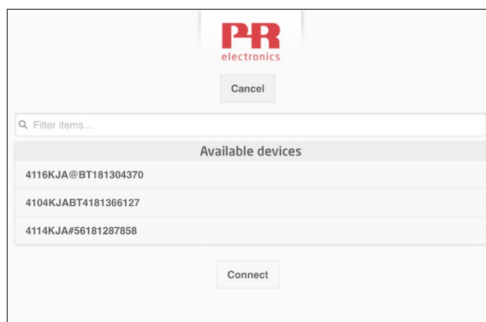 PR
electronics
Cancel
Filter items...
Available devices
4116KJA@BT181304370
4104KJABT4181366127
4114KJA#56181287858
Connect